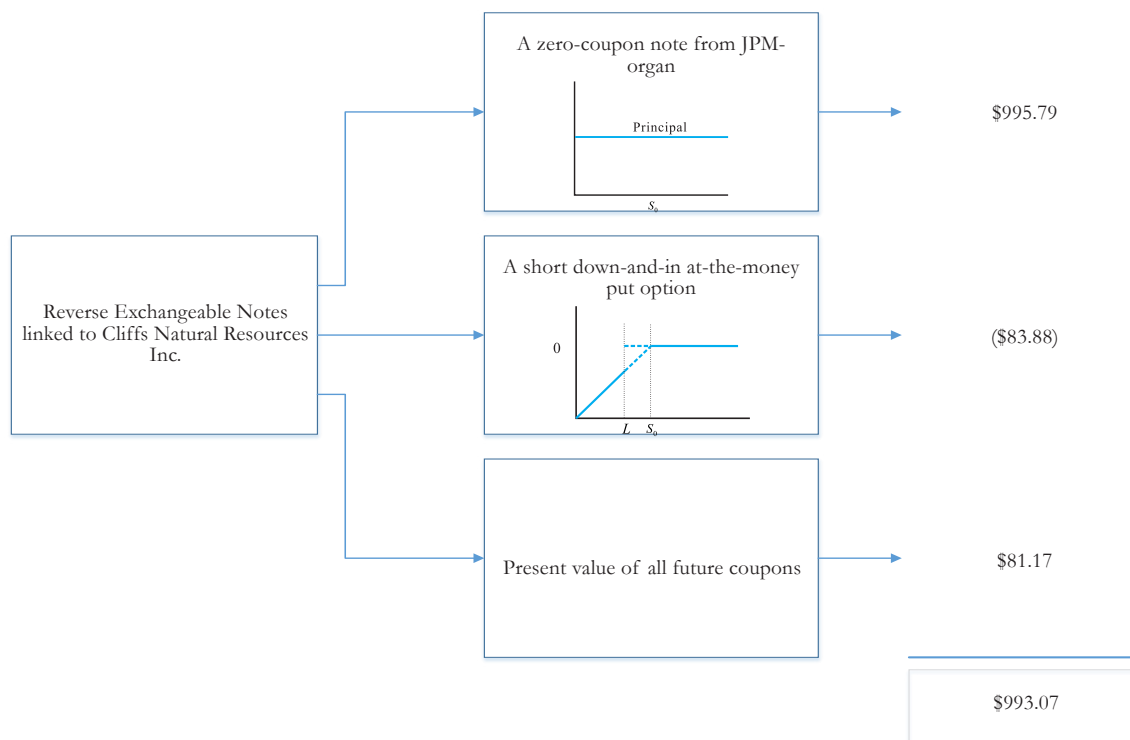 A zero-coupon note from JPM-
organ
Principal
S₀
$995.79
Reverse Exchangeable Notes
linked to Cliffs Natural Resources
Inc.
A short down-and-in at-the-money
put option
0
L S₀
($83.88)
Present value of all future coupons
$81.17
$993.07